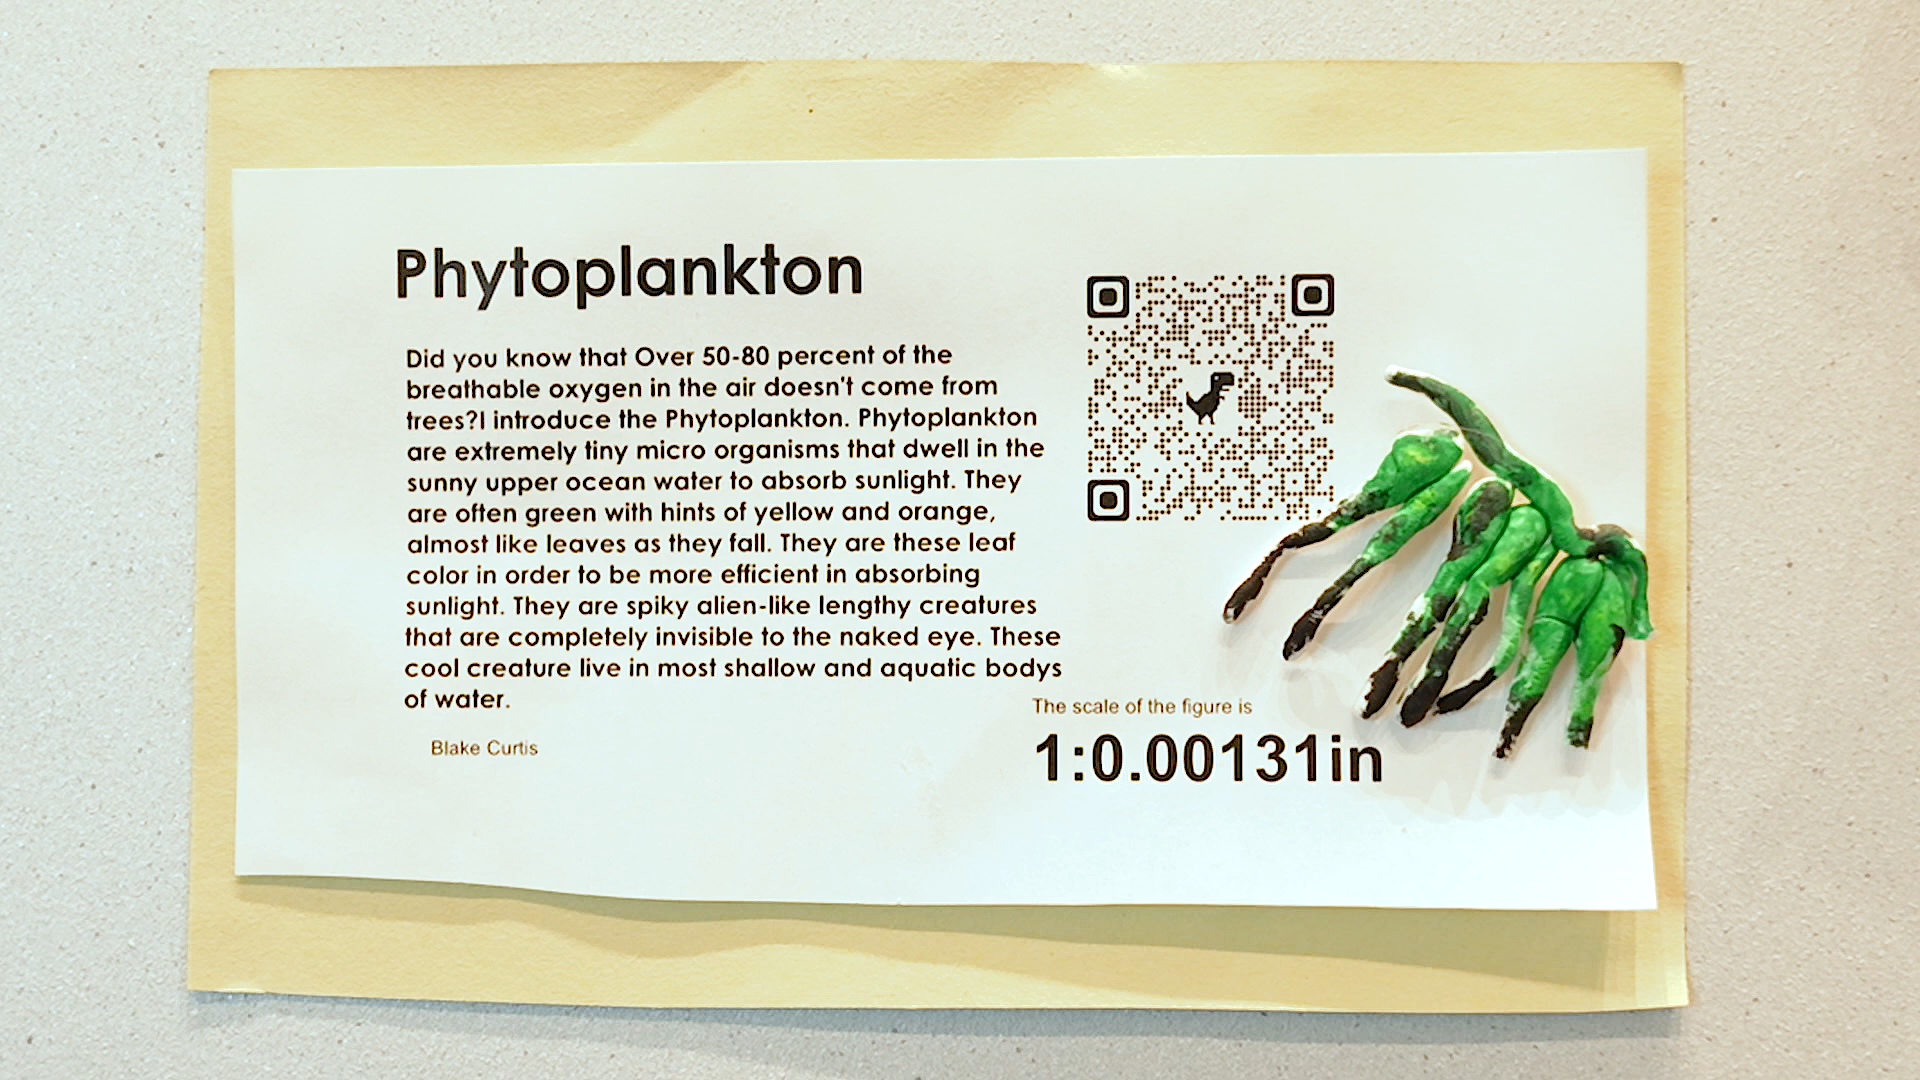 Phytoplankton
Did you know that Over 50-80 percent of the
breathable oxygen in the air doesn't come from
trees?I introduce the Phytoplankton. Phytoplankton
are extremely tiny micro organisms that dwell in the
sunny upper ocean water to absorb sunlight. They
are often green with hints of yellow and orange,
almost like leaves as they fall. They are these leaf
color in order to be more efficient in absorbing
sunlight. They are spiky alien-like lengthy creatures
that are completely invisible to the naked eye. These
cool creature live in most shallow and aquatic bodys
of water.
Blake Curtis
The scale of the figure is
1:0.00131in